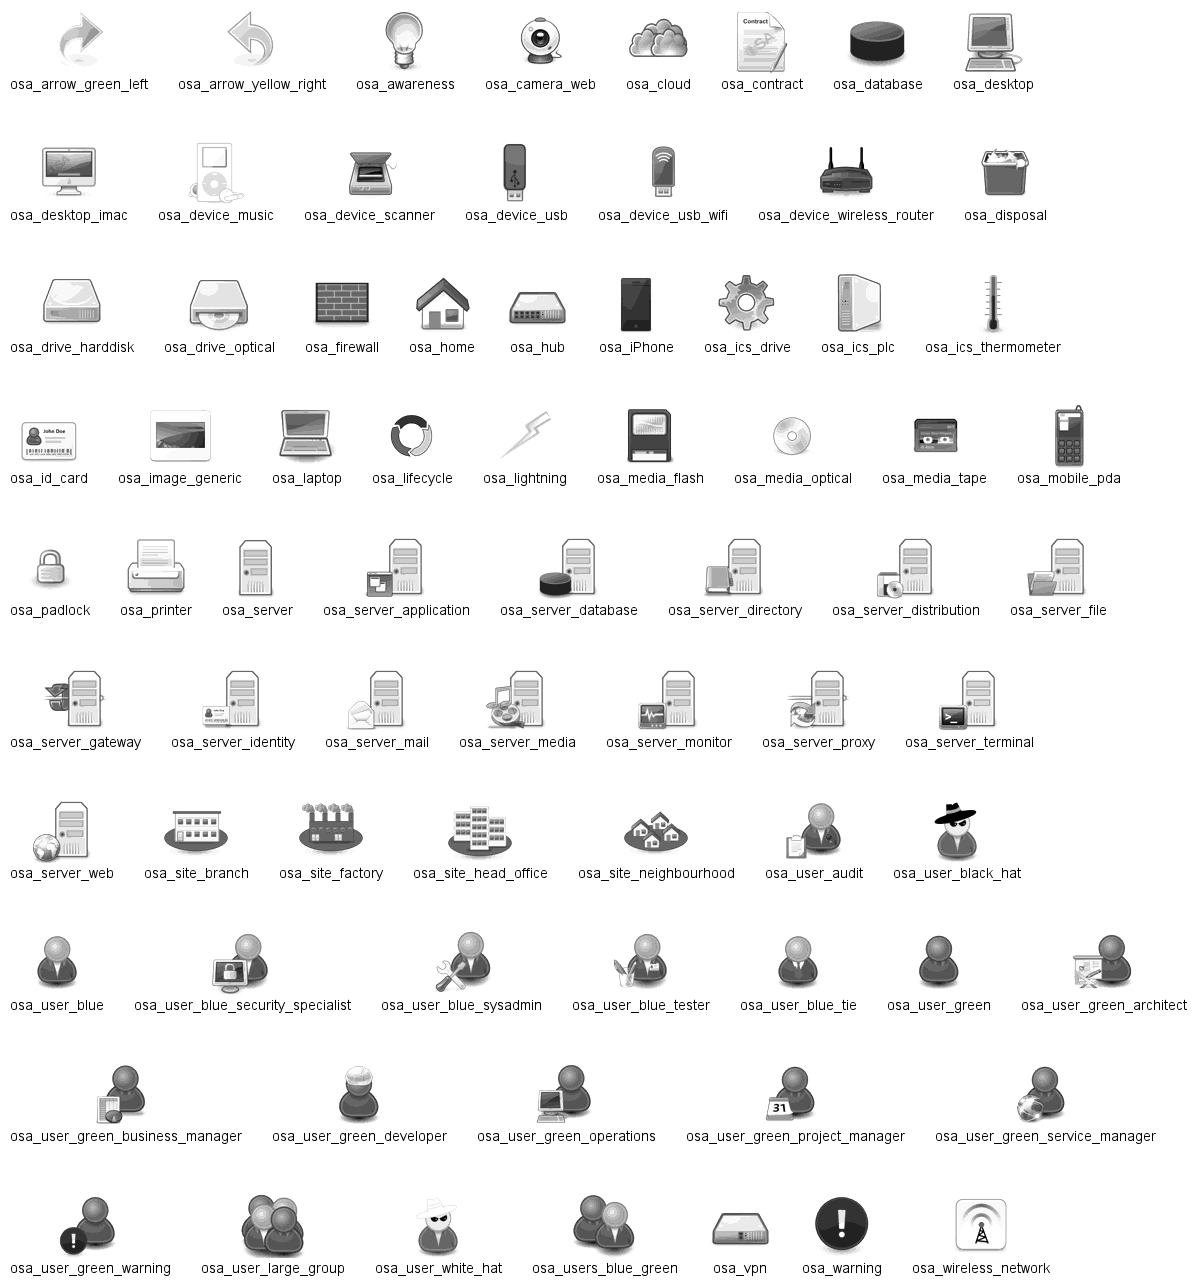 osa_arrow_green_left osa_arrow_yellow_right osa_awareness osa_camera_web osa_cloud osa_contract osa_database osa_desktop
osa_desktop_imac osa_device_music osa_device_scanner osa_device_usb osa_device_usb_wifi osa_device_wireless_router osa_disposal
osa_drive_harddisk osa_drive_optical osa_firewall osa_home osa_hub osa_iPhone osa_ics_drive osa_ics_plc osa_ics_thermometer
osa_id_card osa_image_generic osa_laptop osa_lifecycle osa_lightning osa_media_flash osa_media_optical osa_media_tape osa_mobile_pda
osa_padlock osa_printer osa_server osa_server_application osa_server_database osa_server_directory osa_server_distribution osa_server_file
osa_server_gateway osa_server_identity osa_server_mail osa_server_media osa_server_monitor osa_server_proxy osa_server_terminal
osa_server_web osa_site_branch osa_site_factory osa_site_head_office osa_site_neighbourhood osa_user_audit osa_user_black_hat
osa_user_blue osa_user_blue_security_specialist osa_user_blue_sysadmin osa_user_blue_tester osa_user_blue_tie osa_user_green osa_user_green_architect
osa_user_green_business_manager osa_user_green_developer osa_user_green_operations osa_user_green_project_manager osa_user_green_service_manager
osa_user_green_warning osa_user_large_group osa_user_white_hat osa_users_blue_green osa_vpn osa_warning osa_wireless_network
Contract
OSA
John Doe
31